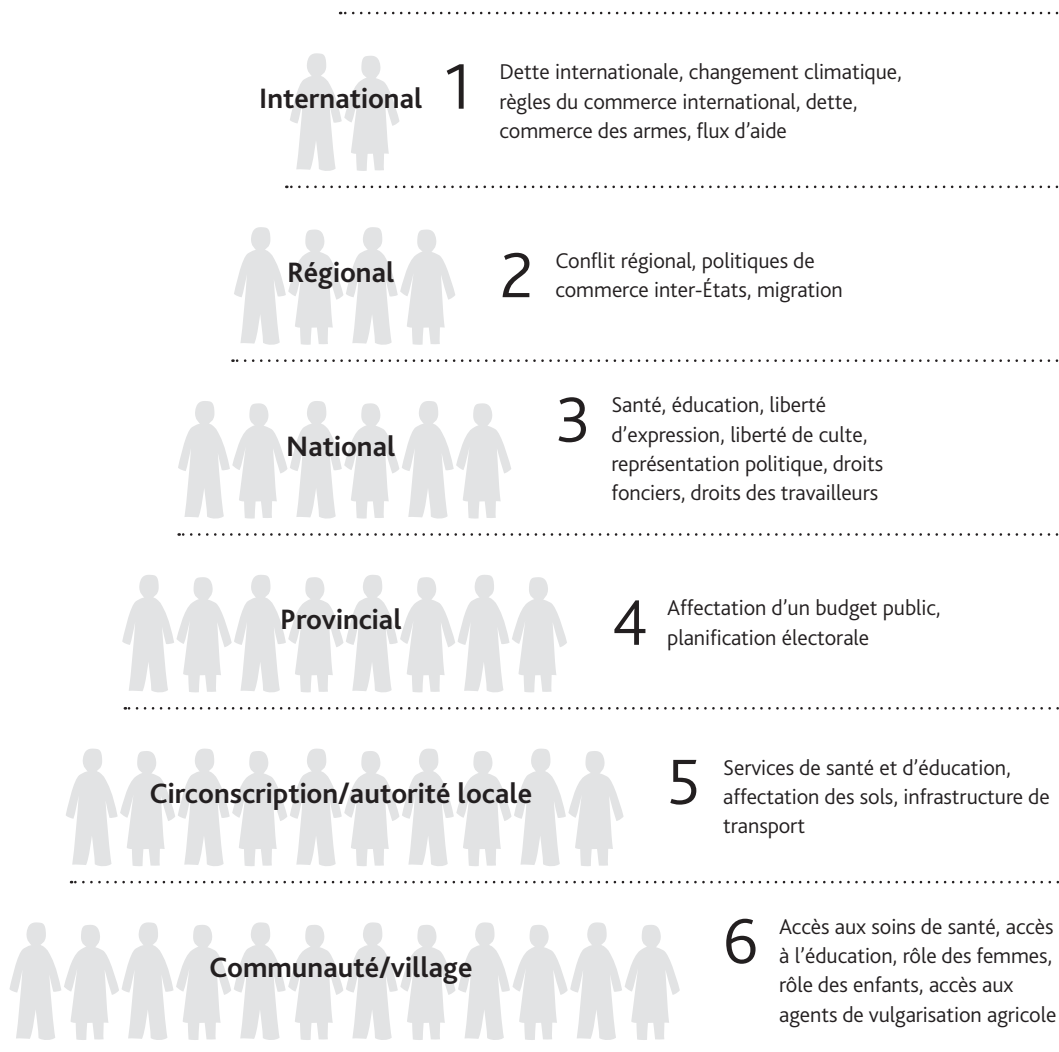 International
1
Dette internationale, changement climatique,
règles du commerce international, dette,
commerce des armes, flux d’aide
Régional
2
Conflit régional, politiques de
commerce inter-États, migration
National
3
Santé, éducation, liberté
d’expression, liberté de culte,
représentation politique, droits
fonciers, droits des travailleurs
Provincial
4
Affectation d’un budget public,
planification électorale
Circonscription/autorité locale
5
Services de santé et d’éducation,
affectation des sols, infrastructure de
transport
Communauté/village
6
Accès aux soins de santé, accès
à l’éducation, rôle des femmes,
rôle des enfants, accès aux
agents de vulgarisation agricole